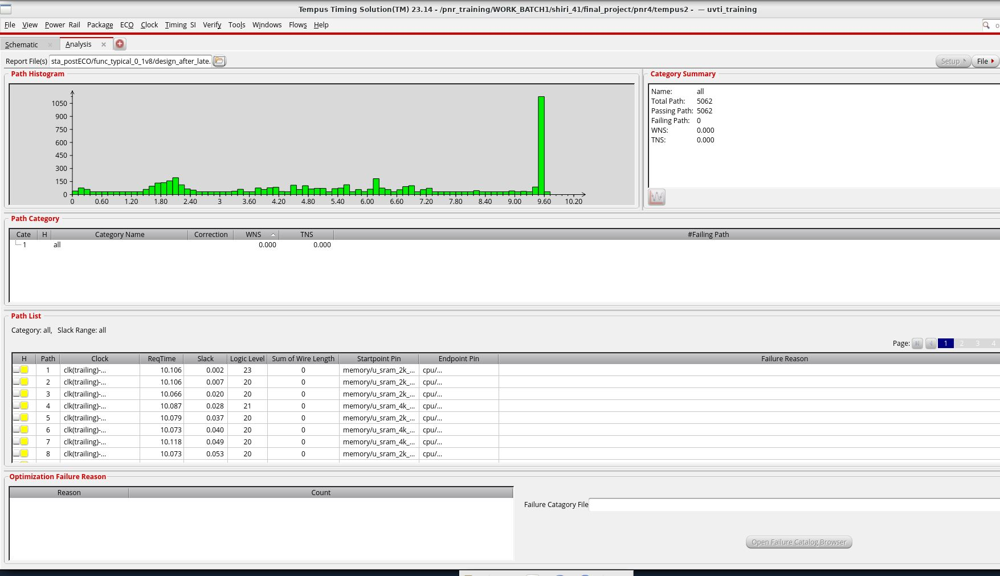 Tempus Timing Solution(TM) 23.14 - /pnr_training/WORK_BATCH1/shiri_41/final_project/pnr4/tempus2 - — uvti_training
File View Power Rail Package ECO Clock Timing SI Verify Tools Windows Flows Help
Schematic Analysis
Report File(s) sta_postECO/func_typical_0_1v8/design_after_late. Setup File
Path Histogram
1050
900
750
600
450
300
150
0
0 0.60 1.20 1.80 2.40 3 3.60 4.20 4.80 5.40 6.00 6.60 7.20 7.80 8.40 9.00 9.60 10.20
Category Summary
Name: all
Total Path: 5062
Passing Path: 5062
Failing Path: 0
WNS: 0.000
TNS: 0.000
Path Category
Cate H Category Name Correction WNS TNS #Failing Path
1 all 0.000 0.000
Path List
Category: all, Slack Range: all
Page: 1 2 3 4
H Path Clock ReqTime Slack Logic Level Sum of Wire Length Startpoint Pin Endpoint Pin Failure Reason
1 clk(trailing)-... 10.106 0.002 23 0 memory/u_sram_2k_... cpu/...
2 clk(trailing)-... 10.106 0.007 20 0 memory/u_sram_2k_... cpu/...
3 clk(trailing)-... 10.066 0.020 20 0 memory/u_sram_2k_... cpu/...
4 clk(trailing)-... 10.087 0.028 21 0 memory/u_sram_4k_... cpu/...
5 clk(trailing)-... 10.079 0.037 20 0 memory/u_sram_2k_... cpu/...
6 clk(trailing)-... 10.073 0.040 20 0 memory/u_sram_4k_... cpu/...
7 clk(trailing)-... 10.118 0.049 20 0 memory/u_sram_4k_... cpu/...
8 clk(trailing)-... 10.073 0.053 20 0 memory/u_sram_2k_... cpu/...
Optimization Failure Reason
Reason Count
Failure Catagory File
Open Failure Catalog Browser